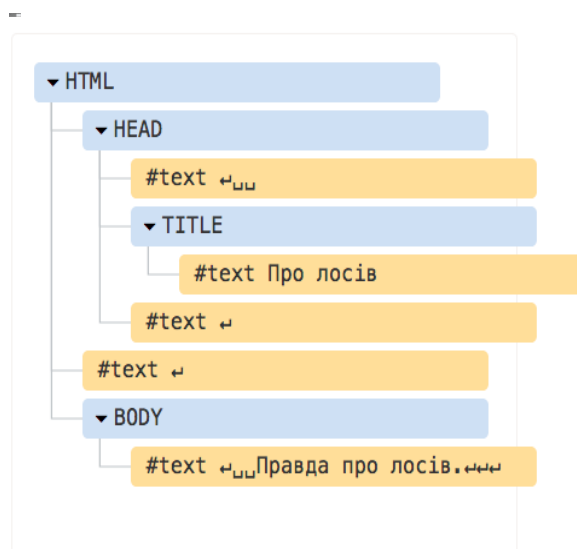 HTML
HEAD
#text ↵␣␣
TITLE
#text Про лосів
#text ↵
#text ↵
BODY
#text ↵␣␣Правда про лосів.↵↵↵